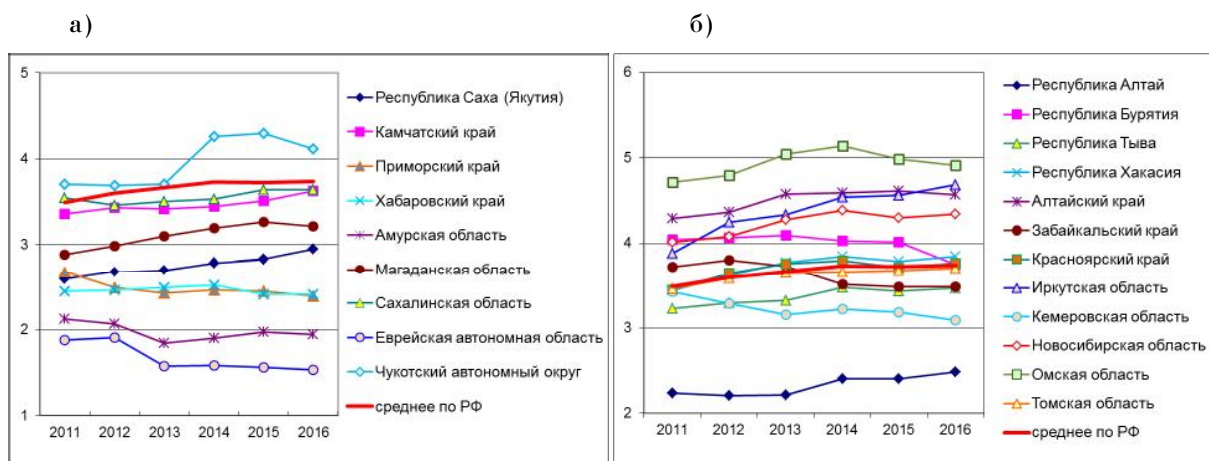 а)
5
4
3
2
1
2011 2012 2013 2014 2015 2016
Республика Саха (Якутия)
Камчатский край
Приморский край
Хабаровский край
Амурская область
Магаданская область
Сахалинская область
Еврейская автономная область
Чукотский автономный округ
среднее по РФ
б)
6
5
4
3
2
2011 2012 2013 2014 2015 2016
Республика Алтай
Республика Бурятия
Республика Тыва
Республика Хакасия
Алтайский край
Забайкальский край
Красноярский край
Иркутская область
Кемеровская область
Новосибирская область
Омская область
Томская область
среднее по РФ